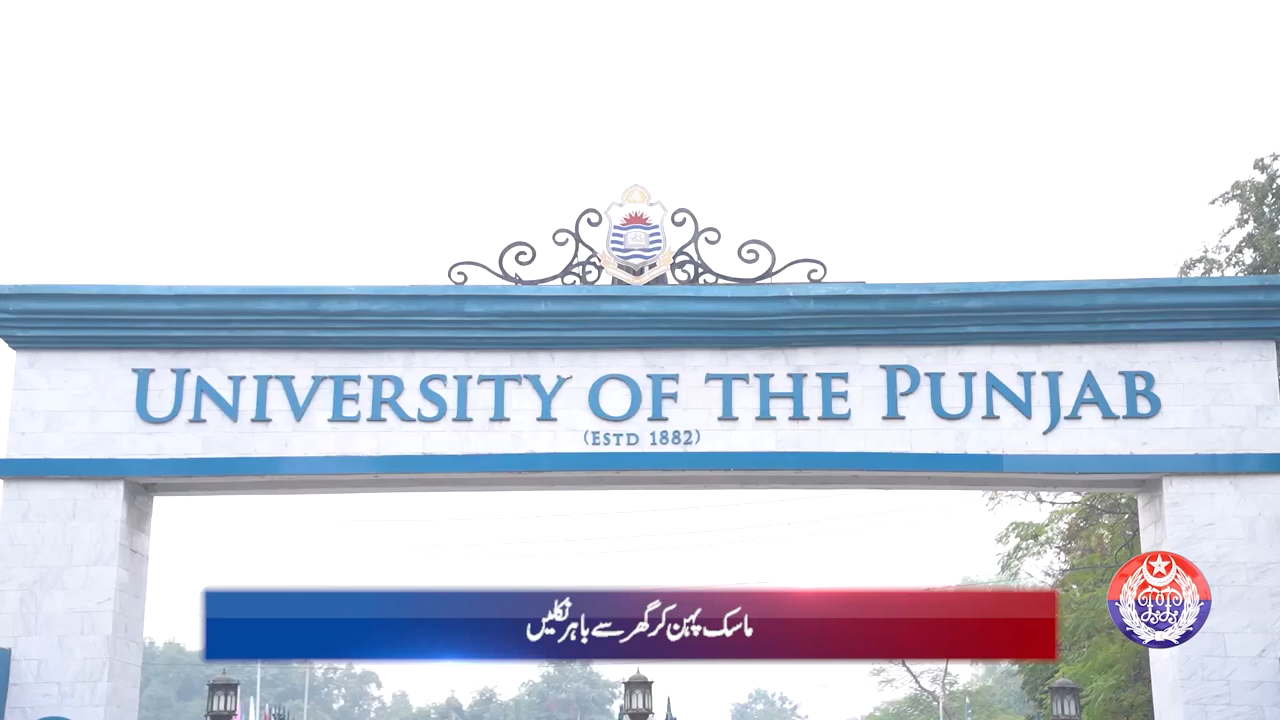 UNIVERSITY OF THE PUNJAB
(ESTD 1882)
ماسک پہن کر گھر سے باہر نکلیں